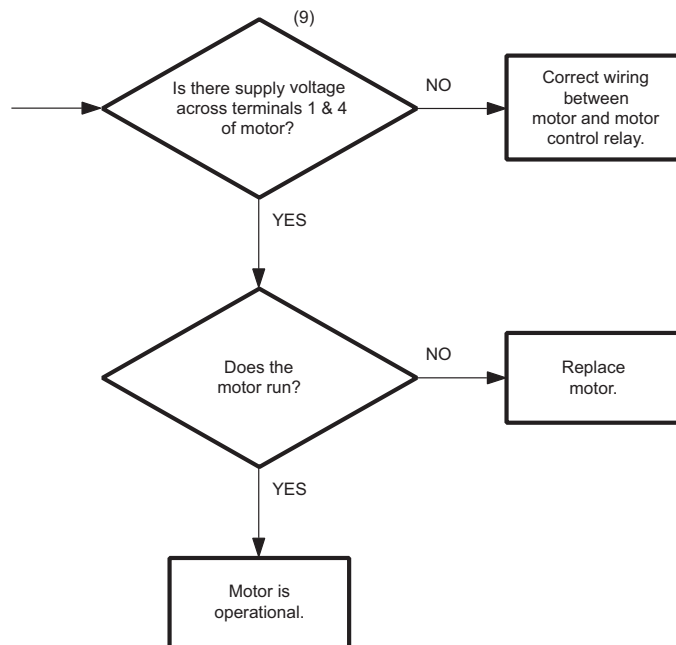 (9)
Is there supply voltage
across terminals 1 & 4
of motor?
NO
Correct wiring
between
motor and motor
control relay.
YES
Does the
motor run?
NO
Replace
motor.
YES
Motor is
operational.